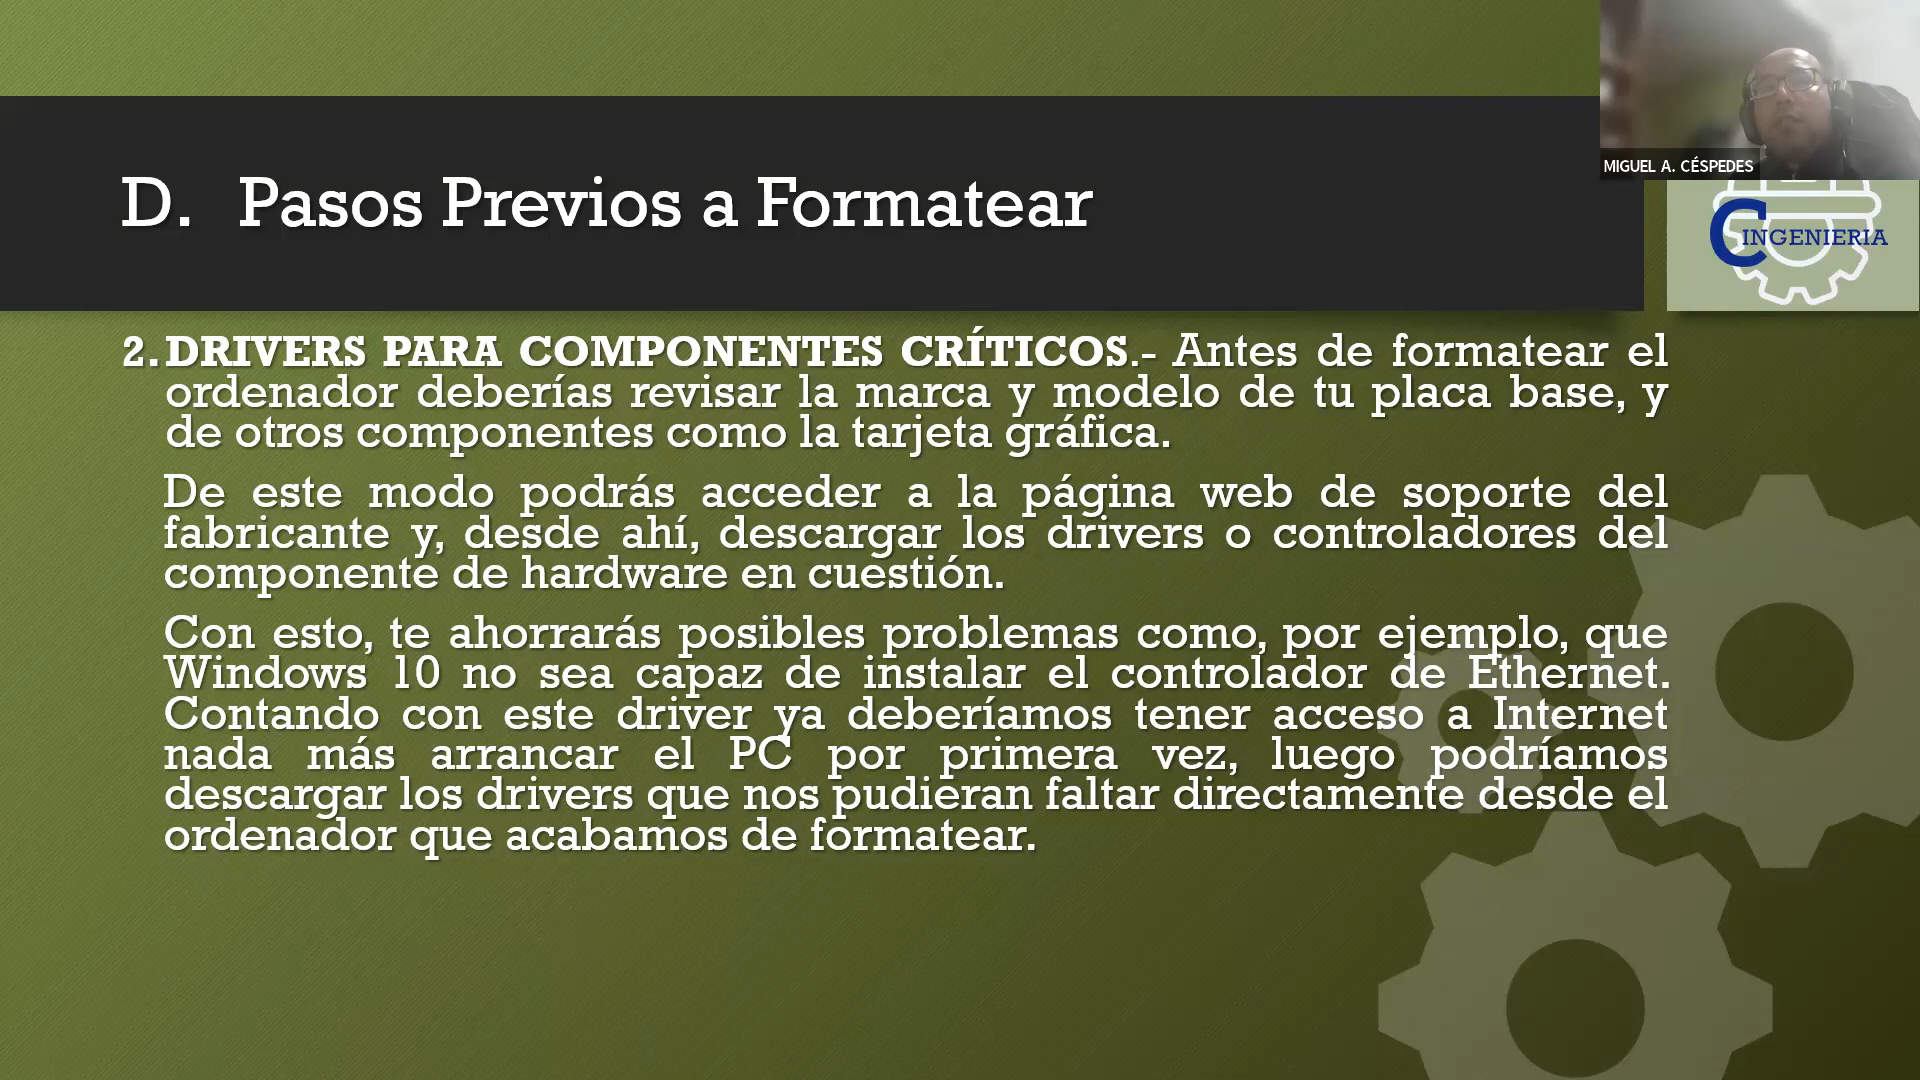 MIGUEL A. CÉSPEDES
D. Pasos Previos a Formatear
C INGENIERIA
2. DRIVERS PARA COMPONENTES CRÍTICOS.- Antes de formatear el
ordenador deberías revisar la marca y modelo de tu placa base, y
de otros componentes como la tarjeta gráfica.
De este modo podrás acceder a la página web de soporte del
fabricante y, desde ahí, descargar los drivers o controladores del
componente de hardware en cuestión.
Con esto, te ahorrarás posibles problemas como, por ejemplo, que
Windows 10 no sea capaz de instalar el controlador de Ethernet.
Contando con este driver ya deberíamos tener acceso a Internet
nada más arrancar el PC por primera vez, luego podríamos
descargar los drivers que nos pudieran faltar directamente desde el
ordenador que acabamos de formatear.